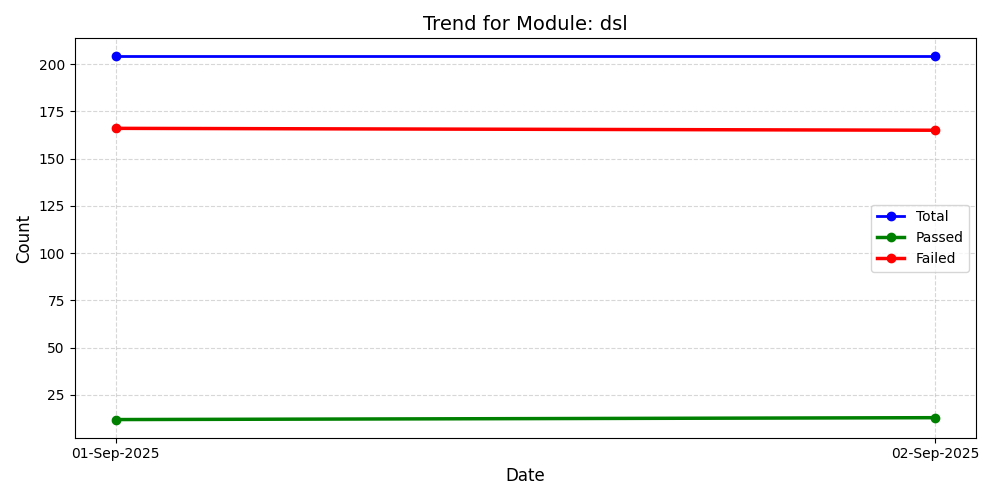 Trend for Module: dsl
200
175
150
125
100
75
50
25
Count
Total
Passed
Failed
01-Sep-2025
02-Sep-2025
Date